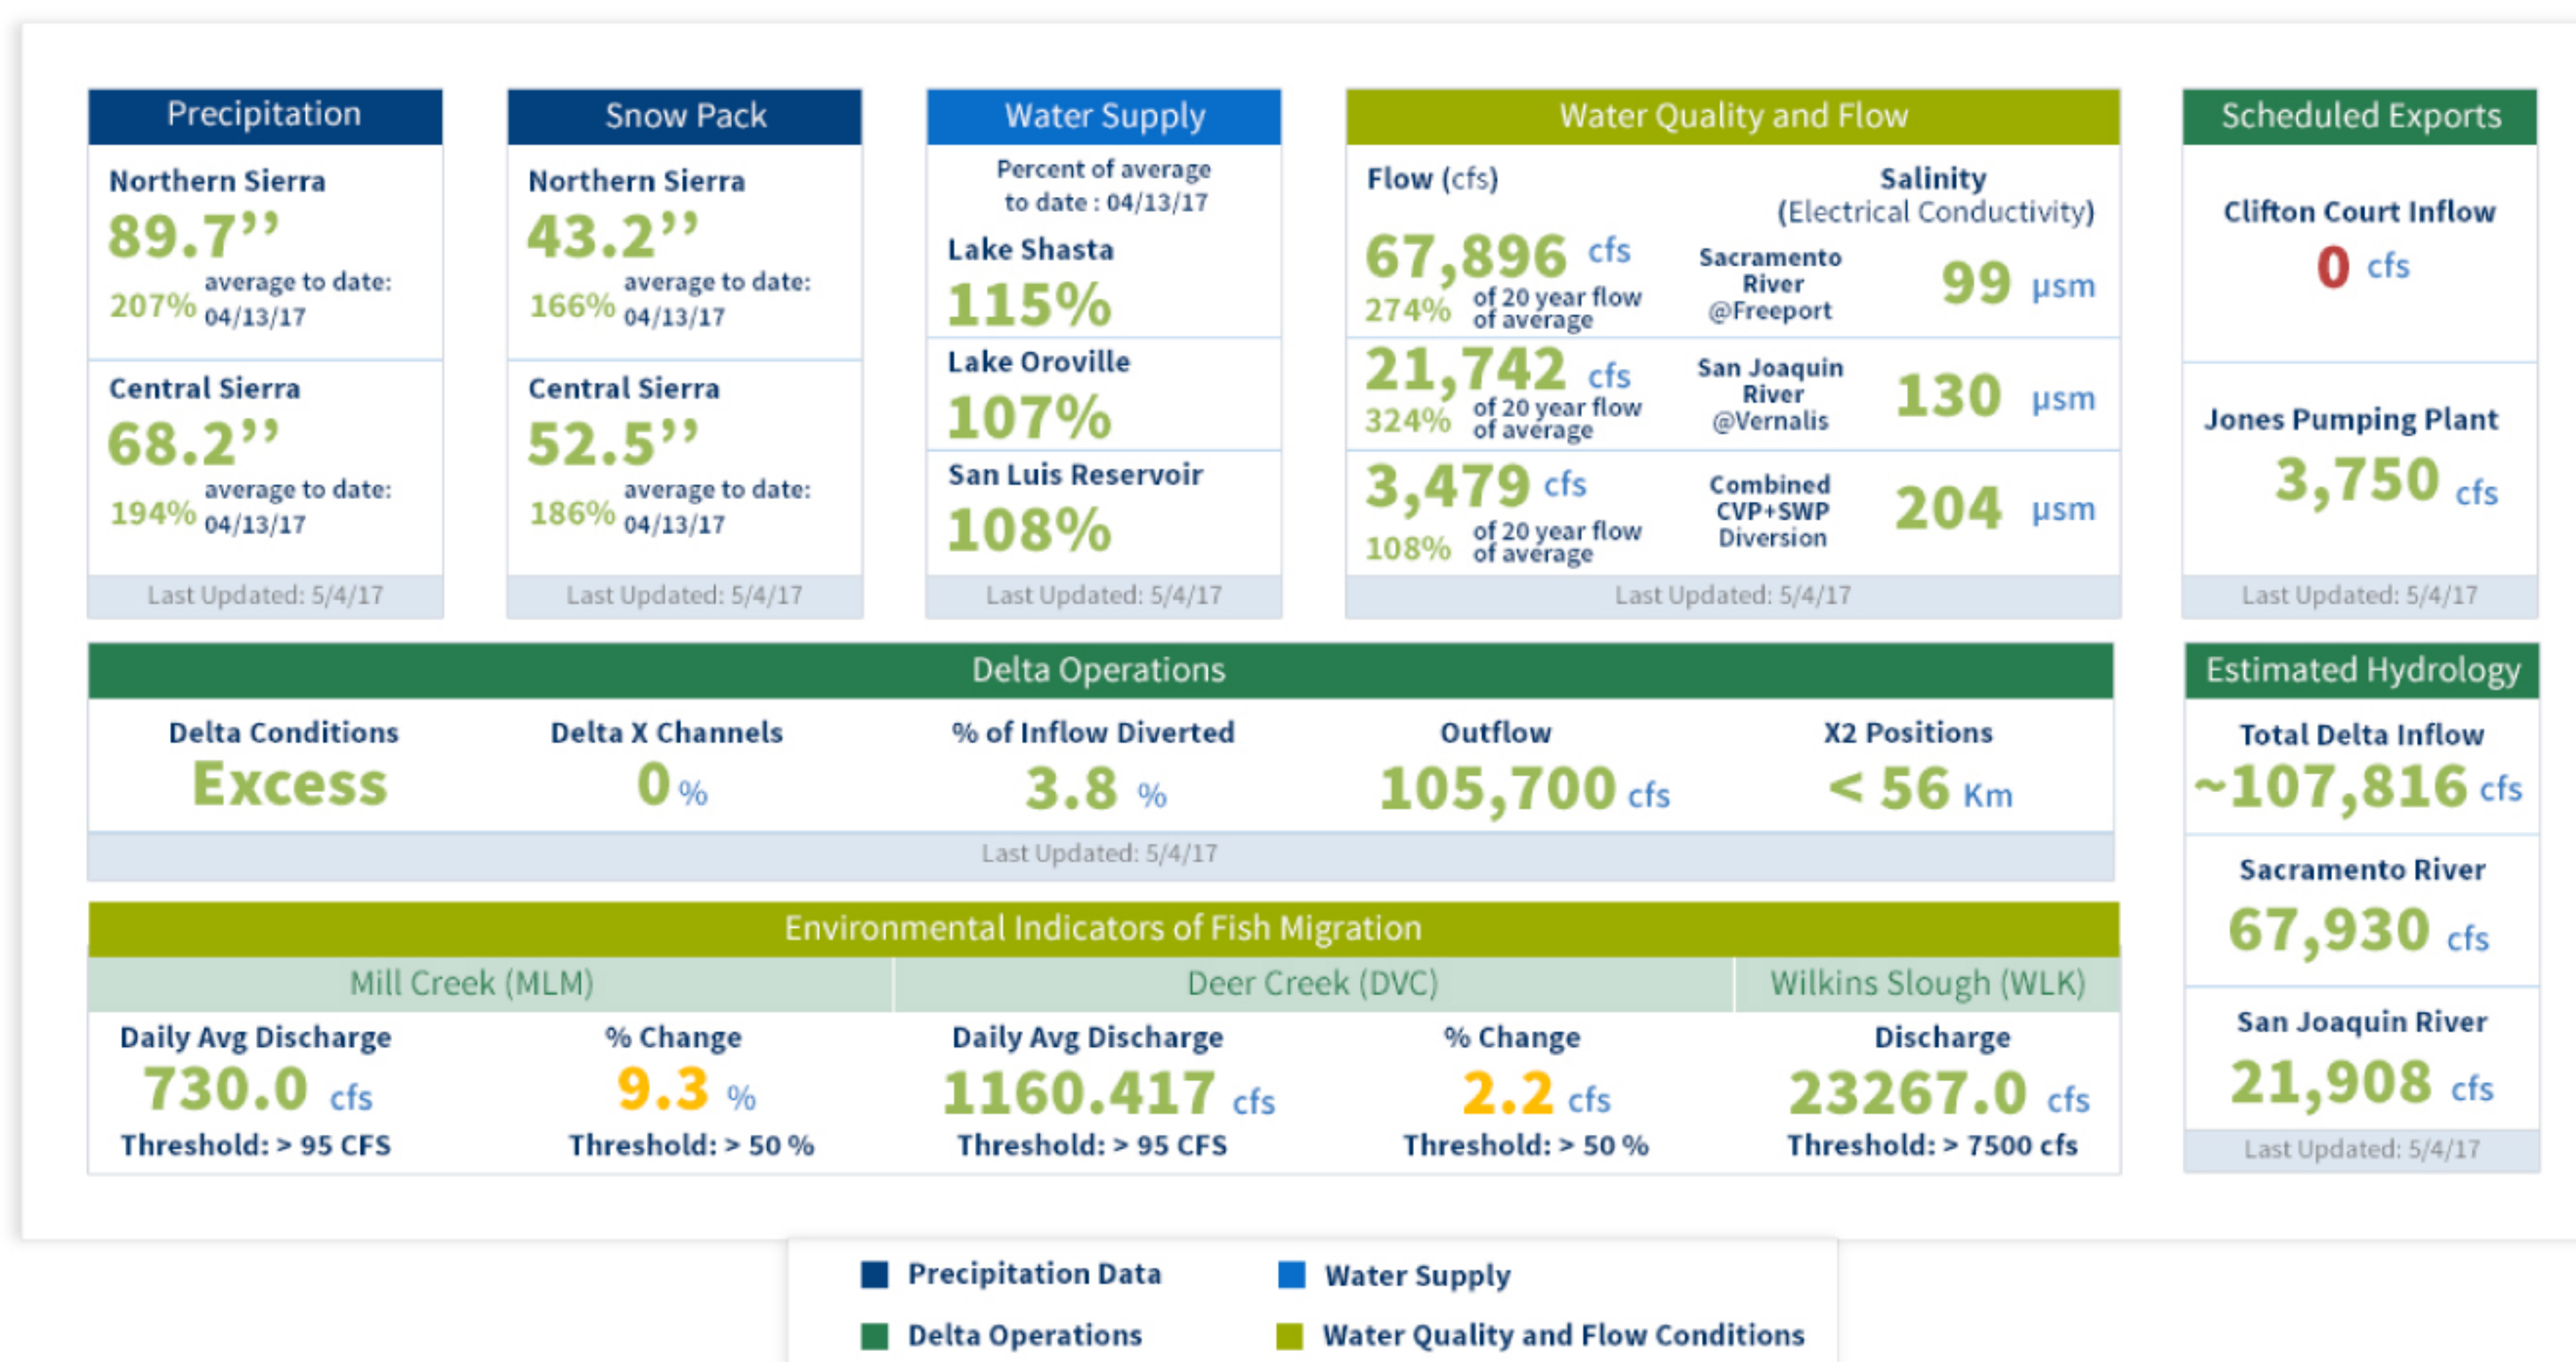 Precipitation
Northern Sierra
89.7’’
207% average to date:
04/13/17
Central Sierra
68.2’’
194% average to date:
04/13/17
Last Updated: 5/4/17
Snow Pack
Northern Sierra
43.2’’
166% average to date:
04/13/17
Central Sierra
52.5’’
186% average to date:
04/13/17
Last Updated: 5/4/17
Water Supply
Percent of average
to date : 04/13/17
Lake Shasta
115%
Lake Oroville
107%
San Luis Reservoir
108%
Last Updated: 5/4/17
Water Quality and Flow
Flow (cfs)
Salinity
(Electrical Conductivity)
67,896 cfs
274% of 20 year flow
of average
Sacramento
River
@Freeport
99 µsm
21,742 cfs
324% of 20 year flow
of average
San Joaquin
River
@Vernalis
130 µsm
3,479 cfs
108% of 20 year flow
of average
Combined
CVP+SWP
Diversion
204 µsm
Last Updated: 5/4/17
Scheduled Exports
Clifton Court Inflow
0 cfs
Jones Pumping Plant
3,750 cfs
Last Updated: 5/4/17
Delta Operations
Delta Conditions
Excess
Delta X Channels
0 %
% of Inflow Diverted
3.8 %
Outflow
105,700 cfs
X2 Positions
< 56 Km
Last Updated: 5/4/17
Estimated Hydrology
Total Delta Inflow
~107,816 cfs
Sacramento River
67,930 cfs
San Joaquin River
21,908 cfs
Last Updated: 5/4/17
Environmental Indicators of Fish Migration
Mill Creek (MLM)
Daily Avg Discharge
730.0 cfs
Threshold: > 95 CFS
% Change
9.3 %
Threshold: > 50 %
Deer Creek (DVC)
Daily Avg Discharge
1160.417 cfs
Threshold: > 95 CFS
% Change
2.2 cfs
Threshold: > 50 %
Wilkins Slough (WLK)
Discharge
23267.0 cfs
Threshold: > 7500 cfs
Precipitation Data
Water Supply
Delta Operations
Water Quality and Flow Conditions